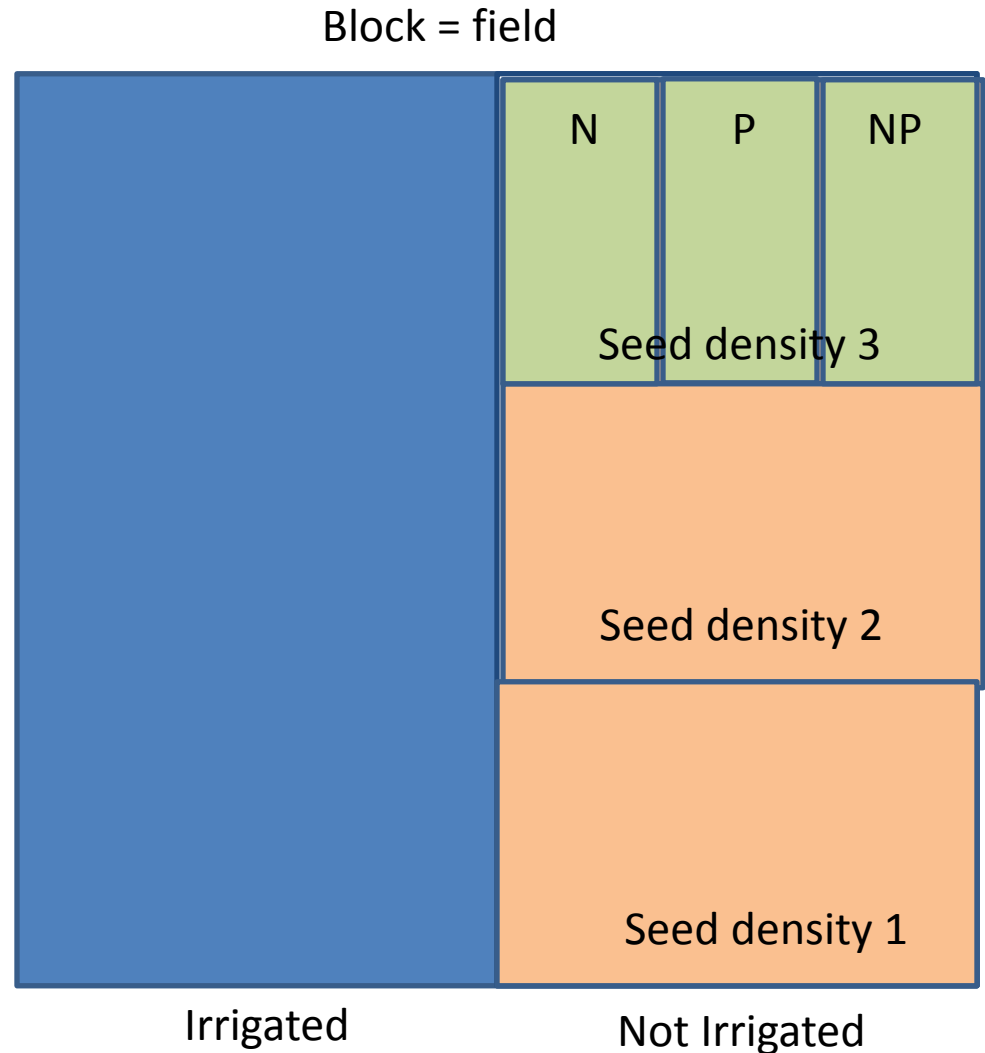 Block = field
N P NP
Seed density 3
Seed density 2
Seed density 1
Irrigated Not Irrigated